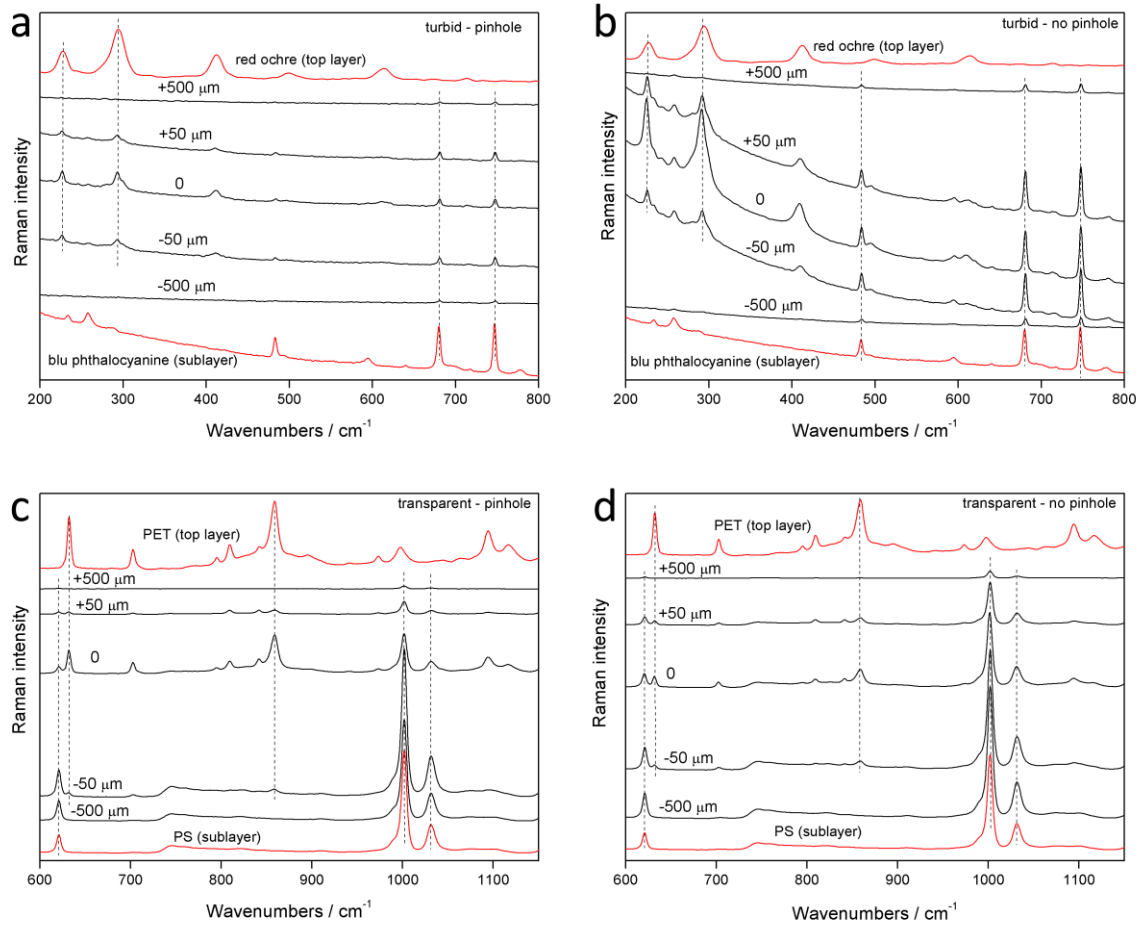 a
turbid - pinhole
red ochre (top layer)
+500 μm
+50 μm
0
-50 μm
-500 μm
blu phthalocyanine (sublayer)
Raman intensity
200 300 400 500 600 700 800
Wavenumbers / cm⁻¹
b
turbid - no pinhole
red ochre (top layer)
+500 μm
+50 μm
0
-50 μm
-500 μm
blu phthalocyanine (sublayer)
Raman intensity
200 300 400 500 600 700 800
Wavenumbers / cm⁻¹
c
transparent - pinhole
PET (top layer)
+500 μm
+50 μm
0
-50 μm
-500 μm
PS (sublayer)
Raman intensity
600 700 800 900 1000 1100
Wavenumbers / cm⁻¹
d
transparent - no pinhole
PET (top layer)
+500 μm
+50 μm
0
-50 μm
-500 μm
PS (sublayer)
Raman intensity
600 700 800 900 1000 1100
Wavenumbers / cm⁻¹